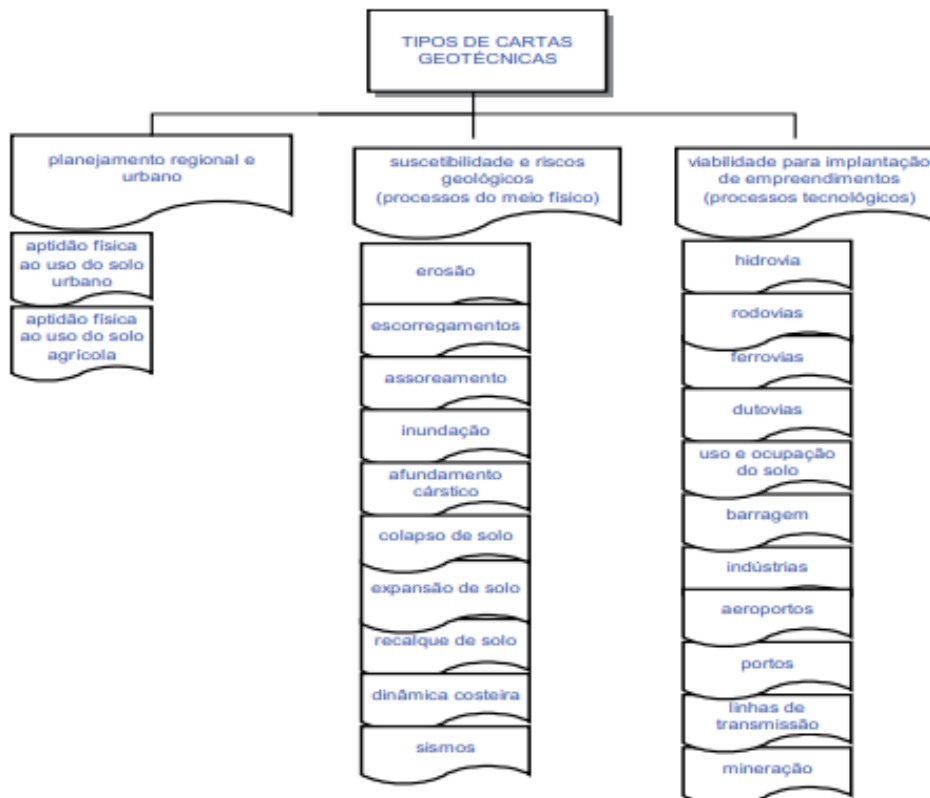 TIPOS DE CARTAS
GEOTÉCNICAS
planejamento regional e
urbano
aptidão física
ao uso do solo
urbano
aptidão física
ao uso do solo
agrícola
suscetibilidade e riscos
geológicos
(processos do meio físico)
erosão
escorregamentos
assoreamento
inundação
afundamento
cárstico
colapso de solo
expansão de solo
recalque de solo
dinâmica costeira
sismos
viabilidade para implantação
de empreendimentos
(processos tecnológicos)
hidrovia
rodovias
ferrovias
dutovias
uso e ocupação
do solo
barragem
indústrias
aeroportos
portos
linhas de
transmissão
mineração